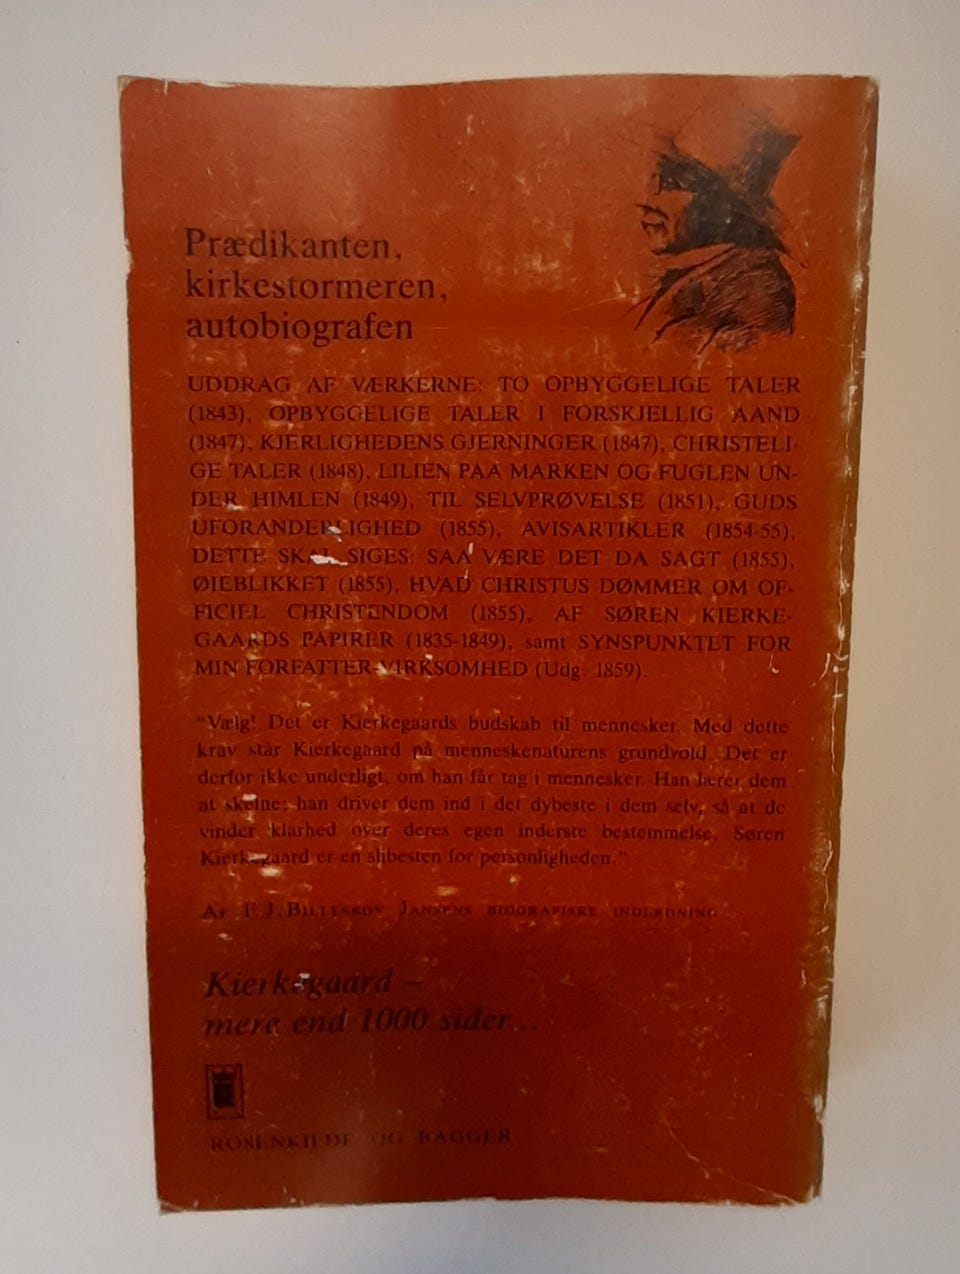 Prædikanten,
kirkestormeren,
autobiografen
UDDRAG AF VÆRKERNE: TO OPBYGGELIGE TALER
(1843), OPBYGGELIGE TALER I FORSKJELLIG AAND
(1847), KJERLIGHEDENS GJERNINGER (1847), CHRISTELI-
GE TALER (1848), LILIEN PAA MARKEN OG FUGLEN UN-
DER HIMLEN (1849), TIL SELVPRØVELSE (1851), GUDS
UFORANDERLIGHED (1855), AVISARTIKLER (1854-55),
DETTE SKAL SIGES: SAA VÆRE DET DA SAGT (1855),
ØIEBLIKKET (1855), HVAD CHRISTUS DØMMER OM OF-
FICIEL CHRISTENDOM (1855), AF SØREN KIERKE-
GAARDS PAPIRER (1835-1849), samt SYNSPUNKTET FOR
MIN FORFATTER-VIRKSOMHED (Udg. 1859).
"Vælg! Det er Kierkegaards budskab til mennesker. Med dette
krav står Kierkegaard på menneskenaturens grundvold. Det er
derfor ikke underligt, om han får tag i mennesker. Han lærer dem
at skelne; han driver dem ind i det dybeste i dem selv, så at de
vinder klarhed over deres egen inderste bestemmelse. Søren
Kierkegaard er en slibesten for personligheden."
AF F. J. BILLESKOV JANSENS BIOGRAFISKE INDLEDNING
Kierkegaard –
mere end 1000 sider...
ROSENKILDE OG BAGGER